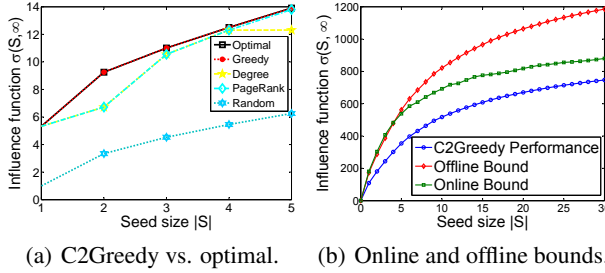 Influence function σ(S,∞)
14
12
10
8
6
4
2
0
1
2
3
4
5
Seed size |S|
Optimal
Greedy
Degree
PageRank
Random
(a) C2Greedy vs. optimal.
Influence function σ(S,∞)
1200
1000
800
600
400
200
0
0
5
10
15
20
25
30
Seed size |S|
C2Greedy Performance
Offline Bound
Online Bound
(b) Online and offline bounds.